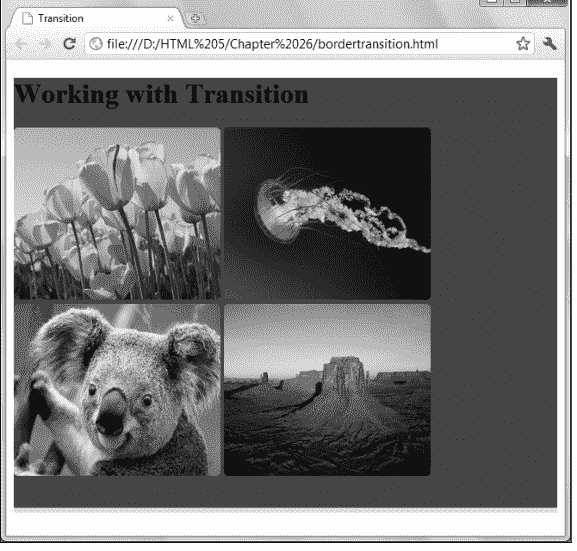 Transition
file:///D:/HTML%205/Chapter%2026/bordertransition.html
Working with Transition